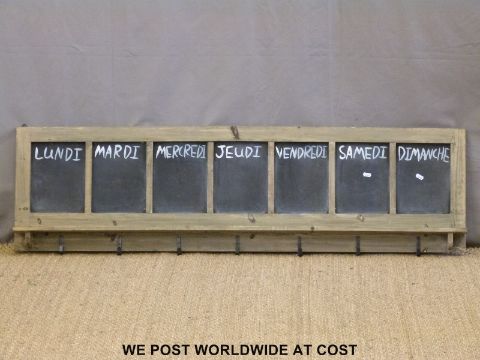 LUNDI MARDI MERCREDI JEUDI VENDREDI SAMEDI DIMANCHE
WE POST WORLDWIDE AT COST